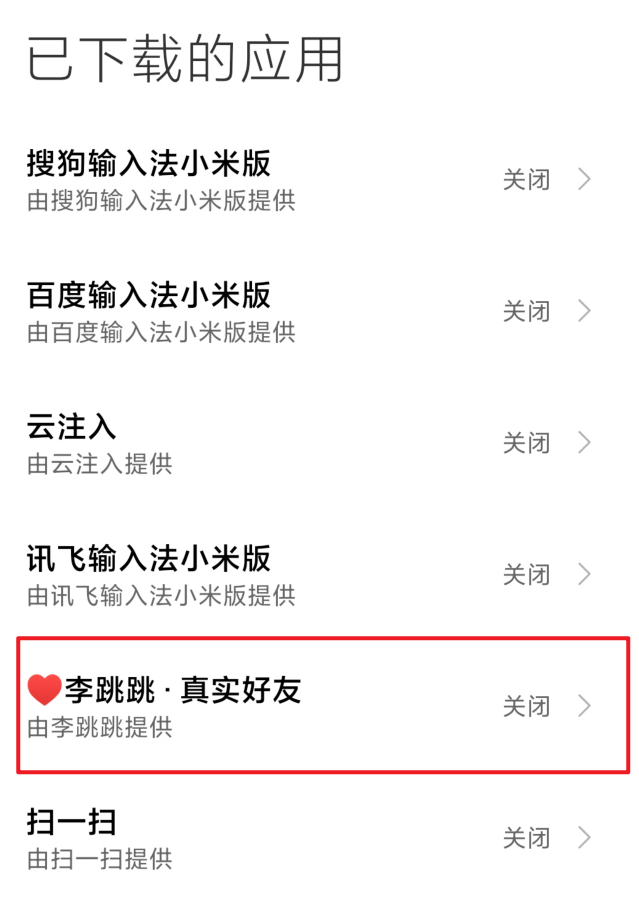 已下载的应用
搜狗输入法小米版
由搜狗输入法小米版提供
关闭
百度输入法小米版
由百度输入法小米版提供
关闭
云注入
由云注入提供
关闭
讯飞输入法小米版
由讯飞输入法小米版提供
关闭
❤️李跳跳 · 真实好友
由李跳跳提供
关闭
扫一扫
由扫一扫提供
关闭